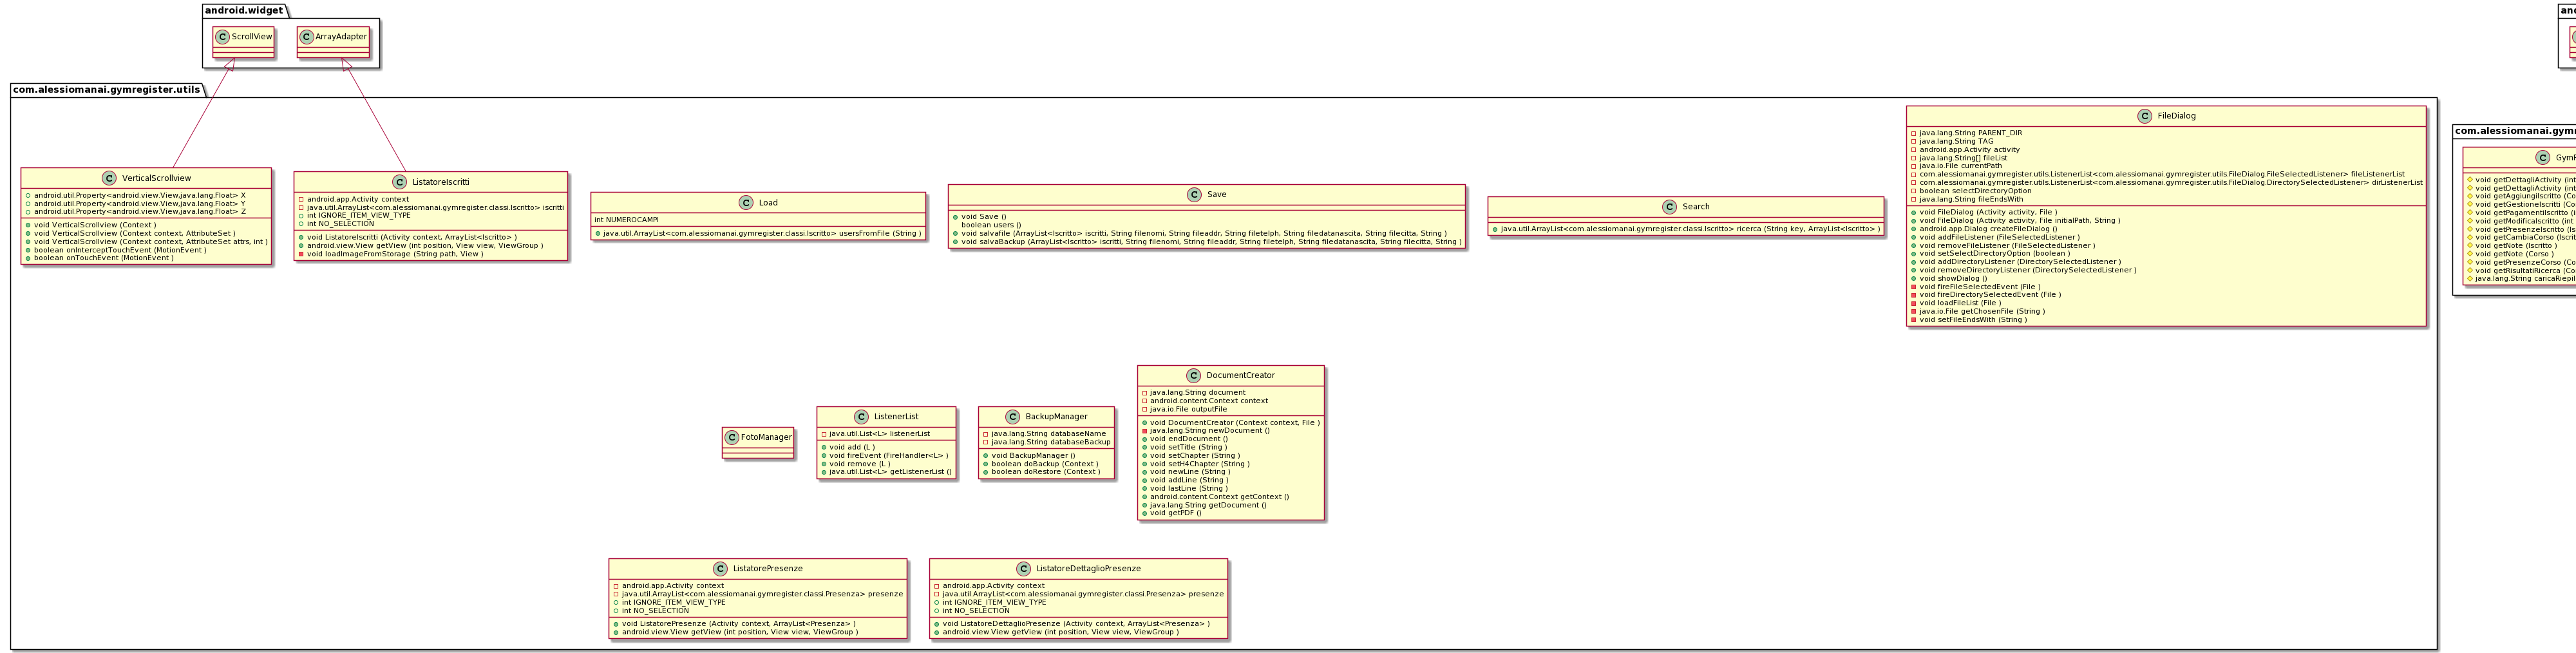 android.widget
C ScrollView
C ArrayAdapter
com.alessiomanai.gymregister.utils
C VerticalScrollview
android.util.Property<android.view.View,java.lang.Float> X
android.util.Property<android.view.View,java.lang.Float> Y
android.util.Property<android.view.View,java.lang.Float> Z
void VerticalScrollview (Context )
void VerticalScrollview (Context context, AttributeSet )
void VerticalScrollview (Context context, AttributeSet attrs, int )
boolean onInterceptTouchEvent (MotionEvent )
boolean onTouchEvent (MotionEvent )
C ListatoreIscritti
android.app.Activity context
java.util.ArrayList<com.alessiomanai.gymregister.classi.Iscritto> iscritti
int IGNORE_ITEM_VIEW_TYPE
int NO_SELECTION
void ListatoreIscritti (Activity context, ArrayList<Iscritto> )
android.view.View getView (int position, View view, ViewGroup )
void loadImageFromStorage (String path, View )
C Load
int NUMEROCAMPI
java.util.ArrayList<com.alessiomanai.gymregister.classi.Iscritto> usersFromFile (String )
C Save
void Save ()
boolean users ()
void salvafile (ArrayList<Iscritto> iscritti, String filenomi, String fileaddr, String filetelph, String filedatanascita, String filecitta, String )
void salvaBackup (ArrayList<Iscritto> iscritti, String filenomi, String fileaddr, String filetelph, String filedatanascita, String filecitta, String )
C Search
java.util.ArrayList<com.alessiomanai.gymregister.classi.Iscritto> ricerca (String key, ArrayList<Iscritto> )
C FileDialog
java.lang.String PARENT_DIR
java.lang.String TAG
android.app.Activity activity
java.lang.String[] fileList
java.io.File currentPath
com.alessiomanai.gymregister.utils.ListenerList<com.alessiomanai.gymregister.utils.FileDialog.FileSelectedListener> fileListenerList
com.alessiomanai.gymregister.utils.ListenerList<com.alessiomanai.gymregister.utils.FileDialog.DirectorySelectedListener> dirListenerList
boolean selectDirectoryOption
java.lang.String fileEndsWith
void FileDialog (Activity activity, File )
void FileDialog (Activity activity, File initialPath, String )
android.app.Dialog createFileDialog ()
void addFileListener (FileSelectedListener )
void removeFileListener (FileSelectedListener )
void setSelectDirectoryOption (boolean )
void addDirectoryListener (DirectorySelectedListener )
void removeDirectoryListener (DirectorySelectedListener )
void showDialog ()
void fireFileSelectedEvent (File )
void fireDirectorySelectedEvent (File )
void loadFileList (File )
java.io.File getChosenFile (String )
void setFileEndsWith (String )
C FotoManager
C ListenerList
java.util.List<L> listenerList
void add (L )
void fireEvent (FireHandler<L> )
void remove (L )
java.util.List<L> getListenerList ()
C BackupManager
java.lang.String databaseName
java.lang.String databaseBackup
void BackupManager ()
boolean doBackup (Context )
boolean doRestore (Context )
C DocumentCreator
java.lang.String document
android.content.Context context
java.io.File outputFile
void DocumentCreator (Context context, File )
java.lang.String newDocument ()
void endDocument ()
void setTitle (String )
void setChapter (String )
void setH4Chapter (String )
void newLine (String )
void addLine (String )
void lastLine (String )
android.content.Context getContext ()
java.lang.String getDocument ()
void getPDF ()
C ListatorePresenze
android.app.Activity context
java.util.ArrayList<com.alessiomanai.gymregister.classi.Presenza> presenze
int IGNORE_ITEM_VIEW_TYPE
int NO_SELECTION
void ListatorePresenze (Activity context, ArrayList<Presenza> )
android.view.View getView (int position, View view, ViewGroup )
C ListatoreDettaglioPresenze
android.app.Activity context
java.util.ArrayList<com.alessiomanai.gymregister.classi.Presenza> presenze
int IGNORE_ITEM_VIEW_TYPE
int NO_SELECTION
void ListatoreDettaglioPresenze (Activity context, ArrayList<Presenza> )
android.view.View getView (int position, View view, ViewGroup )
and
com.alessiomanai.gym
C Gym
void getDettagliActivity (int
void getDettagliActivity (int
void getAggiungiIscritto (Co
void getGestioneIscritti (Co
void getPagamentiIscritto (i
void getModificaIscritto (int
void getPresenzeIscritto (Is
void getCambiaCorso (Iscrit
void getNote (Iscritto )
void getNote (Corso )
void getPresenzeCorso (Co
void getRisultatiRicerca (Co
java.lang.String caricaRiepil